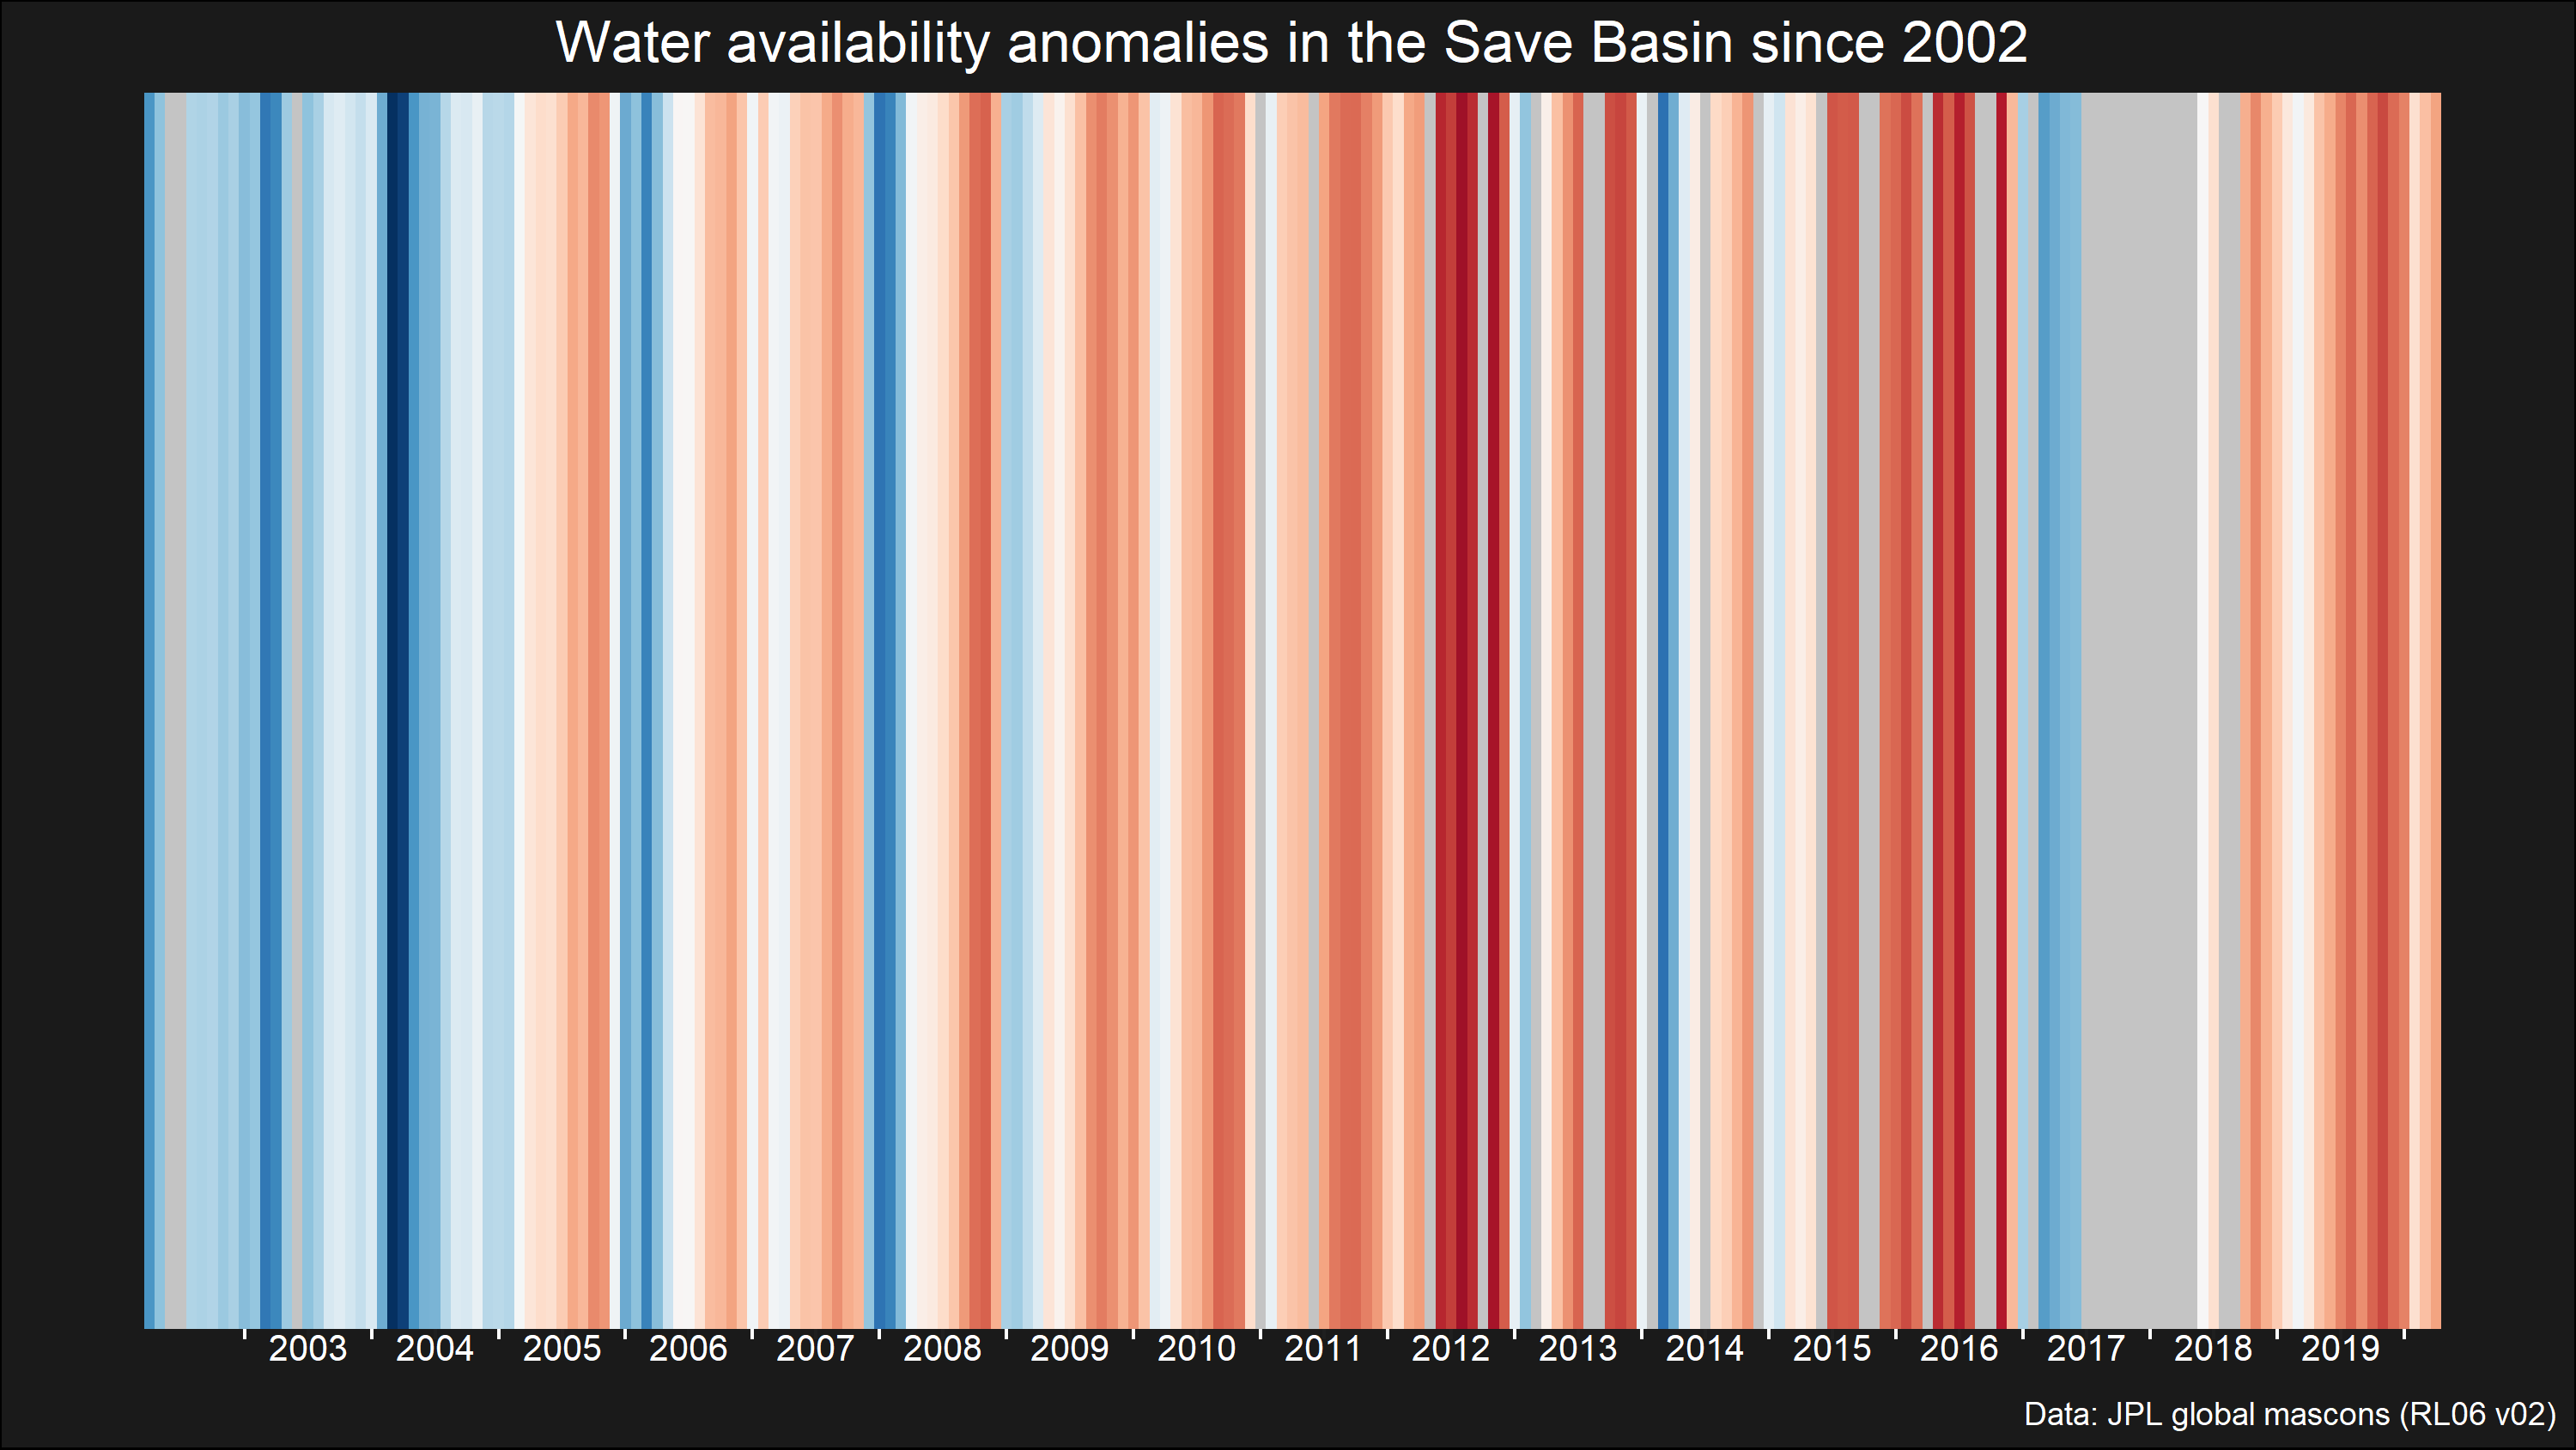 Water availability anomalies in the Save Basin since 2002
2003 2004 2005 2006 2007 2008 2009 2010 2011 2012 2013 2014 2015 2016 2017 2018 2019
Data: JPL global mascons (RL06 v02)